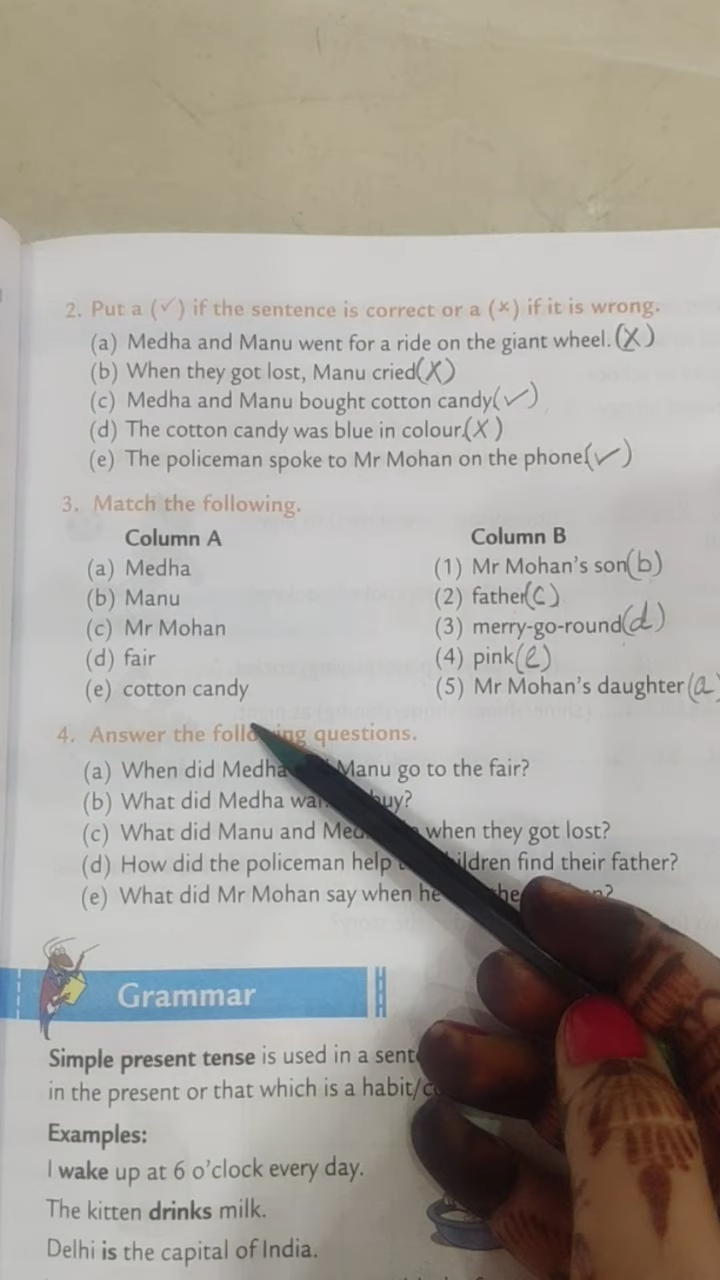 2. Put a (✓) if the sentence is correct or a (×) if it is wrong.
(a) Medha and Manu went for a ride on the giant wheel. (X)
(b) When they got lost, Manu cried (X)
(c) Medha and Manu bought cotton candy (✓)
(d) The cotton candy was blue in colour. (X)
(e) The policeman spoke to Mr Mohan on the phone (✓)
3. Match the following.
Column A Column B
(a) Medha (1) Mr Mohan's son (b)
(b) Manu (2) father (c)
(c) Mr Mohan (3) merry-go-round (d)
(d) fair (4) pink (e)
(e) cotton candy (5) Mr Mohan's daughter (a
4. Answer the following questions.
(a) When did Medha Manu go to the fair?
(b) What did Medha buy?
(c) What did Manu and when they got lost?
(d) How did the policeman help children find their father?
(e) What did Mr Mohan say when he
Grammar
Simple present tense is used in a
in the present or that which is a habit/
Examples:
I wake up at 6 o'clock every day.
The kitten drinks milk.
Delhi is the capital of India.